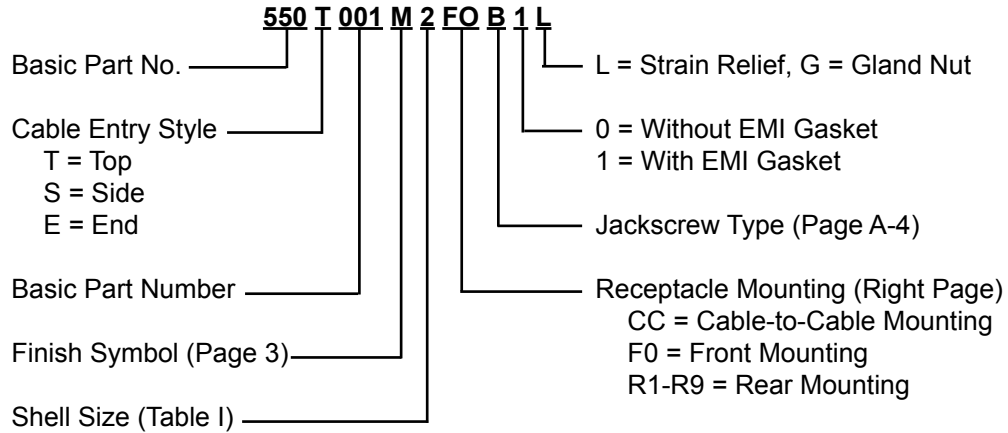 550 T 001 M 2 FO B 1 L
Basic Part No.
Cable Entry Style
T = Top
S = Side
E = End
Basic Part Number
Finish Symbol (Page 3)
Shell Size (Table I)
L = Strain Relief, G = Gland Nut
0 = Without EMI Gasket
1 = With EMI Gasket
Jackscrew Type (Page A-4)
Receptacle Mounting (Right Page)
CC = Cable-to-Cable Mounting
F0 = Front Mounting
R1-R9 = Rear Mounting